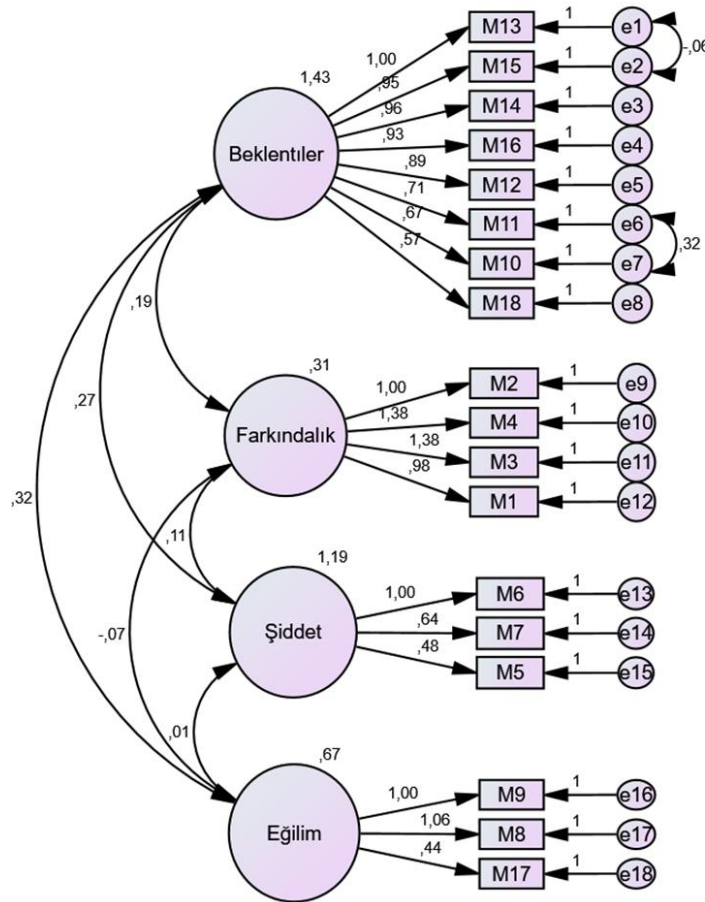 M13 1 e1
1,00
-,06
1,43
M15 1 e2
,95
M14 1 e3
,96
Beklentıler
M16 1 e4
,93
M12 1 e5
,89
M11 1 e6
,71
M10 1 e7
,67
,32
M18 1 e8
,57
,19
,31
M2 1 e9
1,00
M4 1 e10
1,38
Farkındalık
M3 1 e11
1,38
M1 1 e12
,98
,27
,32
,11
1,19
M6 1 e13
1,00
Şiddet
M7 1 e14
,64
M5 1 e15
,48
-,07
,01
,67
M9 1 e16
1,00
Eğilim
M8 1 e17
1,06
M17 1 e18
,44